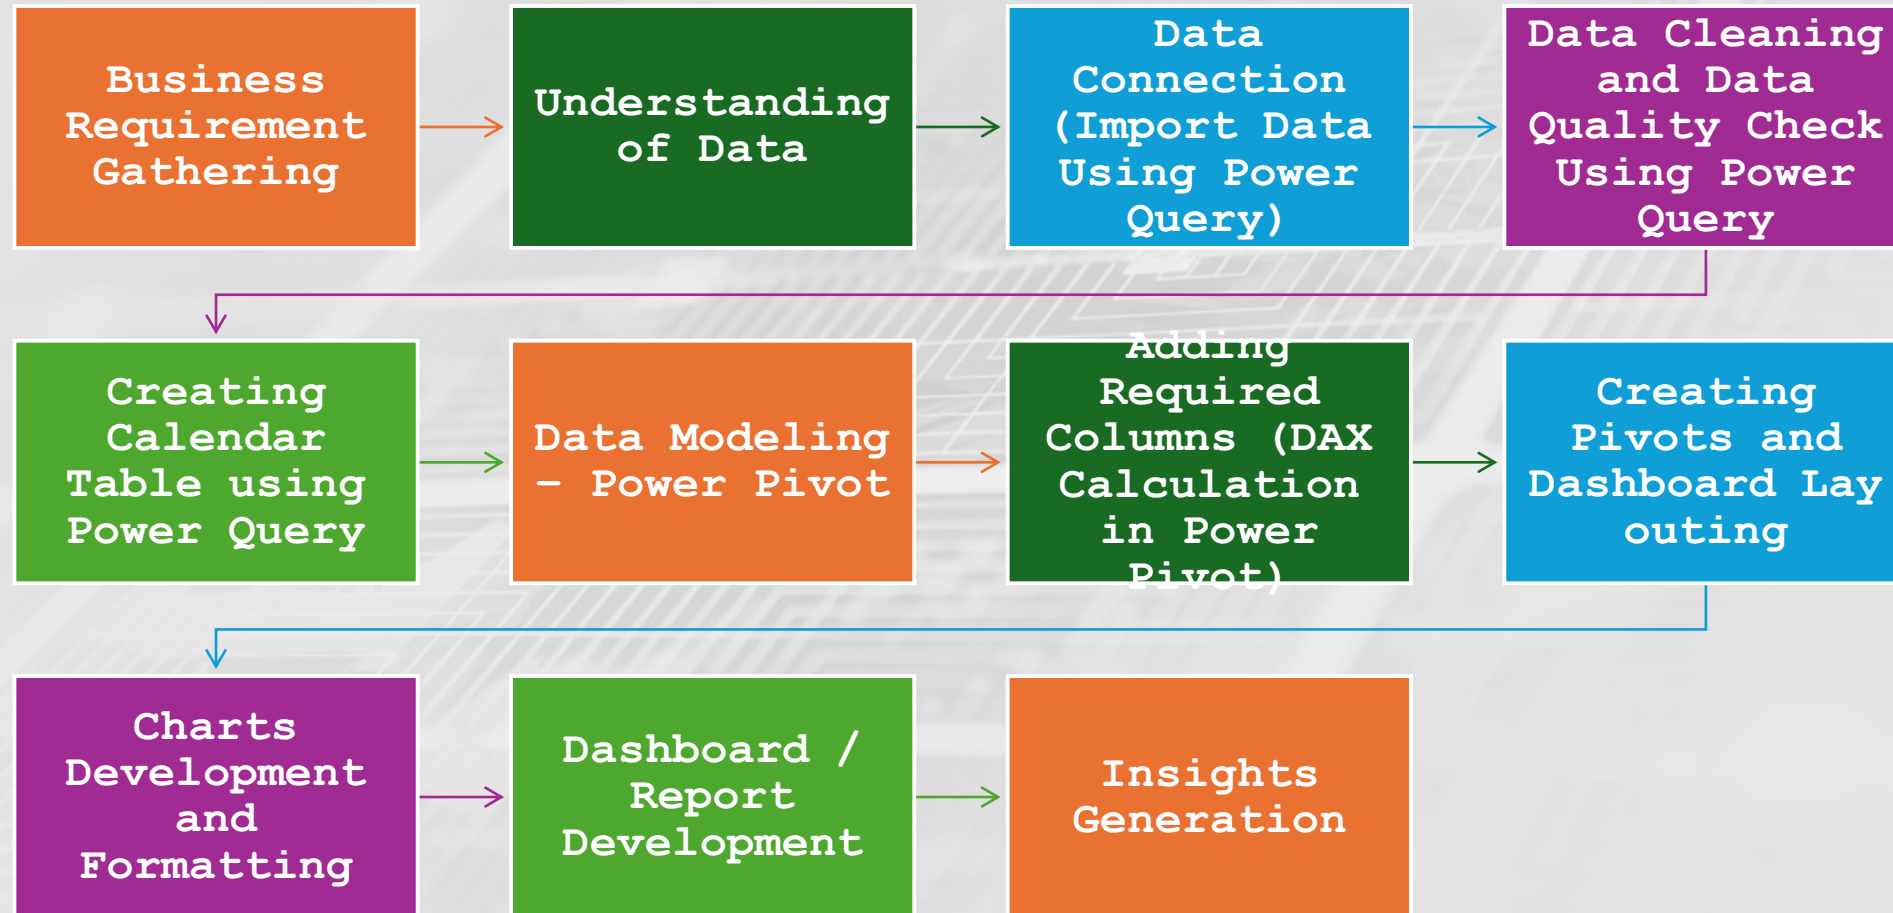 Business
Requirement
Gathering
Understanding
of Data
Data
Connection
(Import Data
Using Power
Query)
Data Cleaning
and Data
Quality Check
Using Power
Query
Creating
Calendar
Table using
Power Query
Data Modeling
– Power Pivot
Adding
Required
Columns (DAX
Calculation
in Power
Pivot)
Creating
Pivots and
Dashboard Lay
outing
Charts
Development
and
Formatting
Dashboard /
Report
Development
Insights
Generation